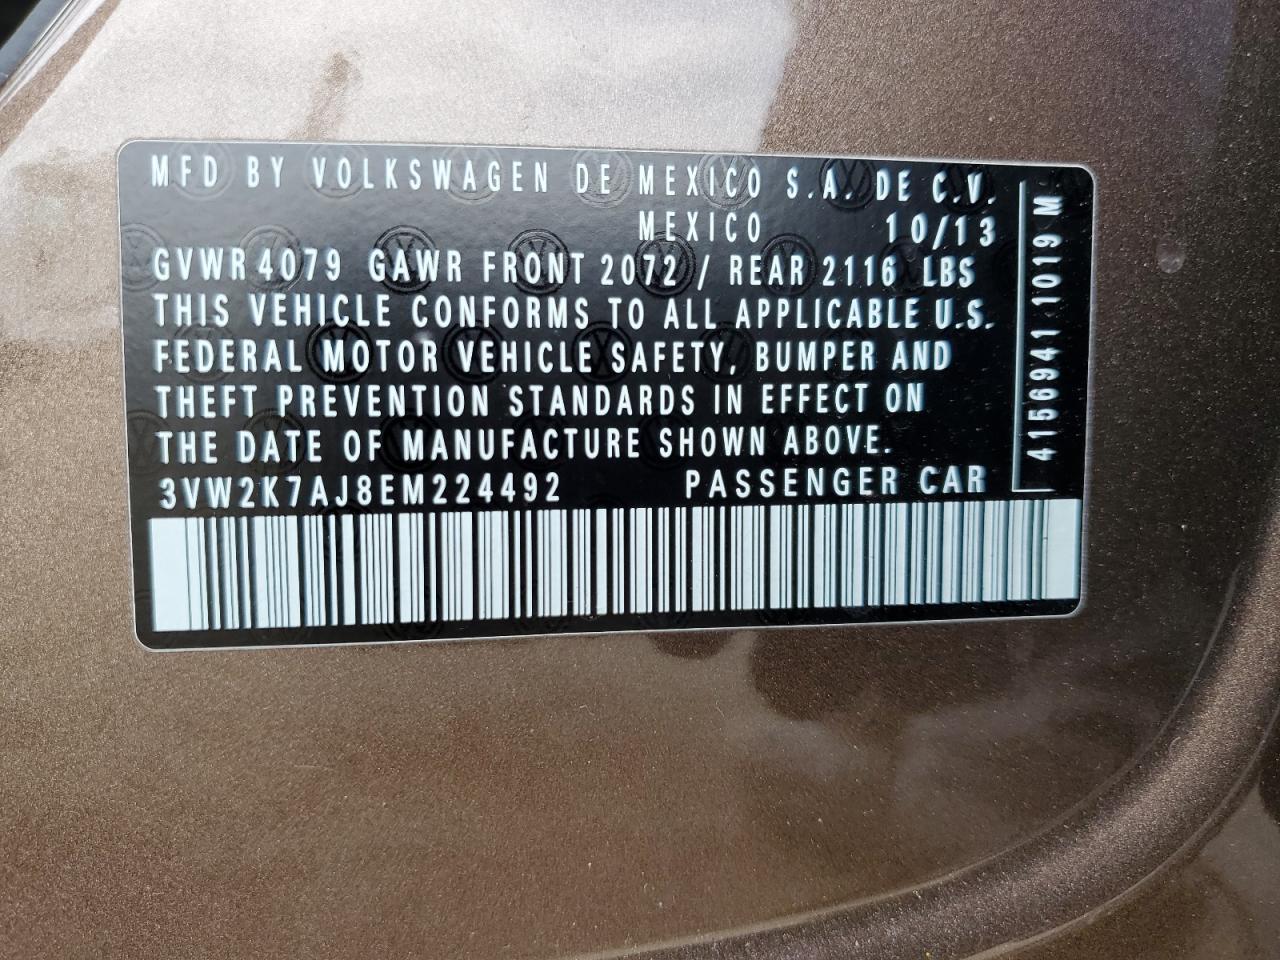 MFD BY VOLKSWAGEN DE MEXICO S.A. DE C.V.
MEXICO 10/13
GVWR 4079 GAWR FRONT 2072 / REAR 2116 LBS
THIS VEHICLE CONFORMS TO ALL APPLICABLE U.S.
FEDERAL MOTOR VEHICLE SAFETY, BUMPER AND
THEFT PREVENTION STANDARDS IN EFFECT ON
THE DATE OF MANUFACTURE SHOWN ABOVE.
3VW2K7AJ8EM224492 PASSENGER CAR
41569411019 M